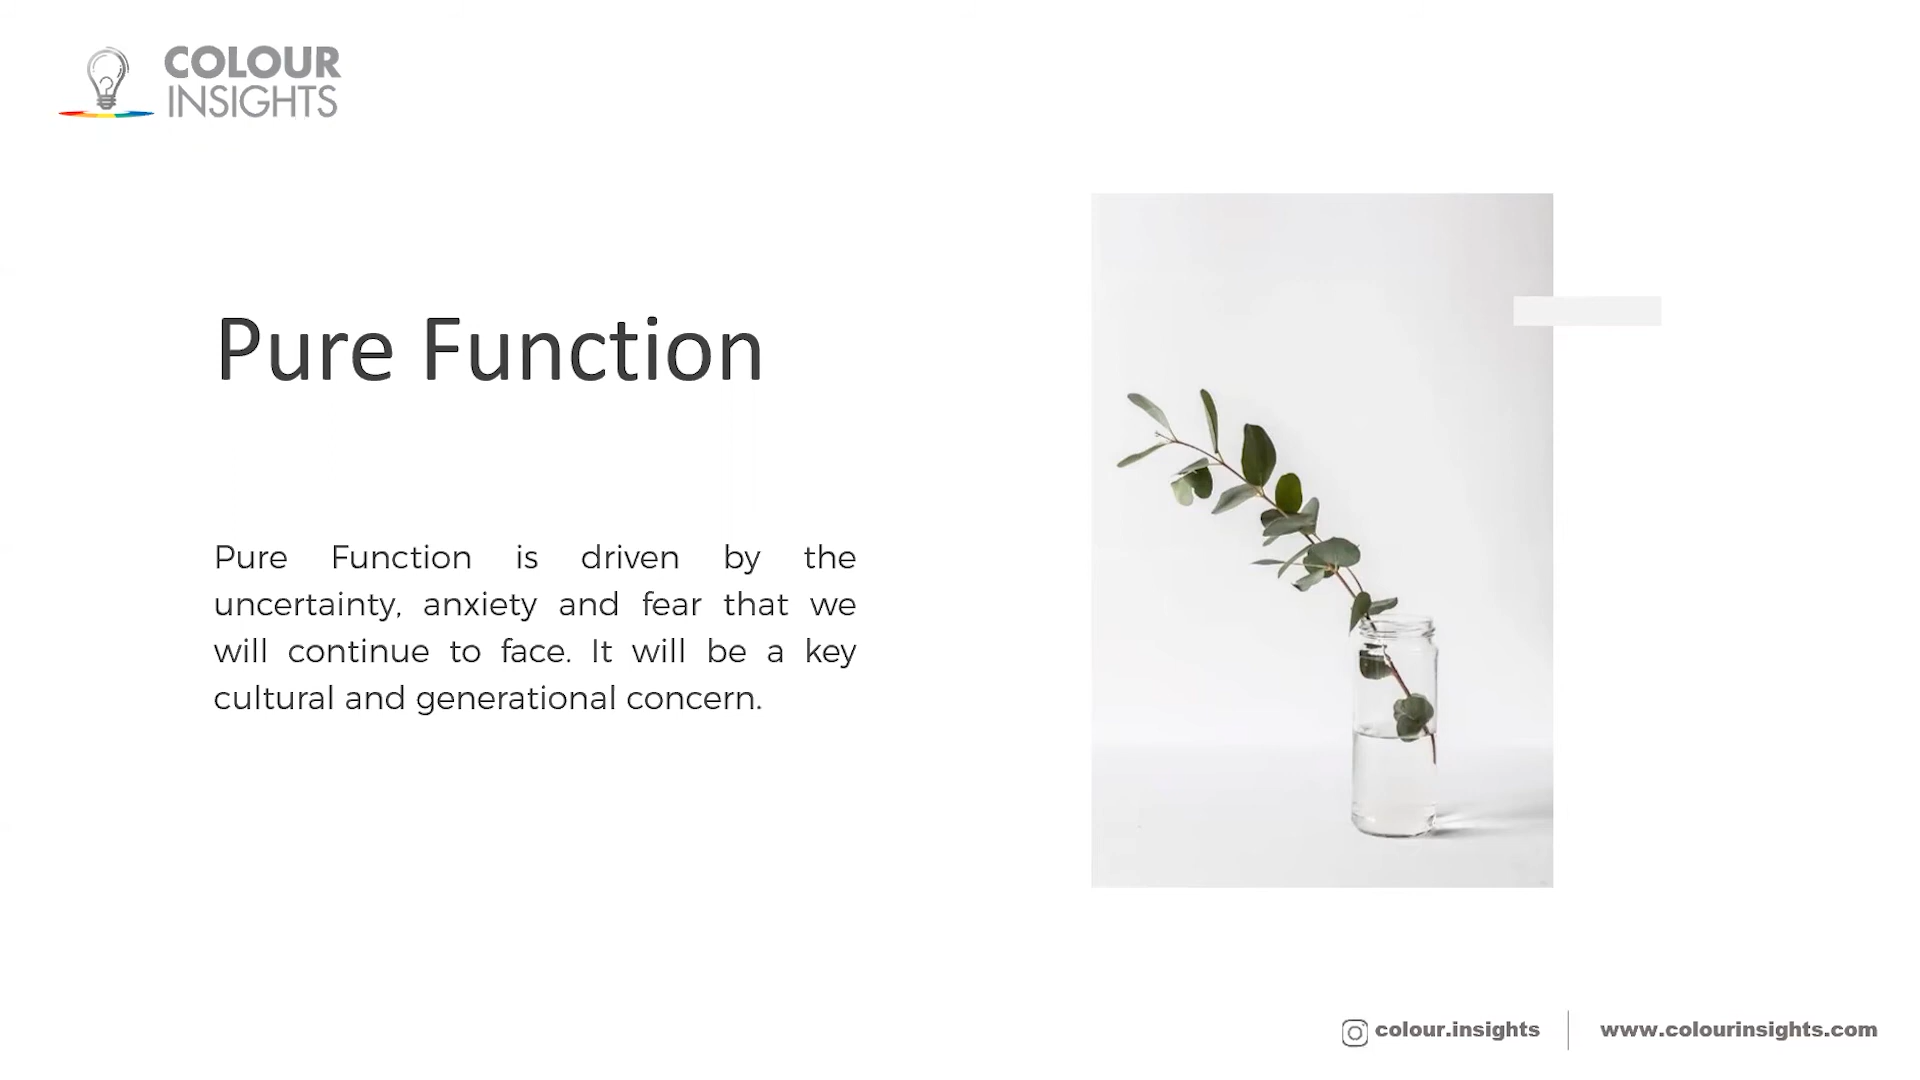 COLOUR
INSIGHTS
Pure Function
Pure Function is driven by the
uncertainty, anxiety and fear that we
will continue to face. It will be a key
cultural and generational concern.
colour.insights
www.colourinsights.com